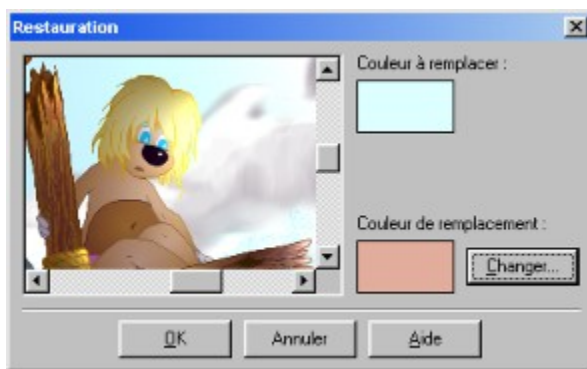 Restauration
Couleur à remplacer :
Couleur de remplacement :
Changer...
OK
Annuler
Aide